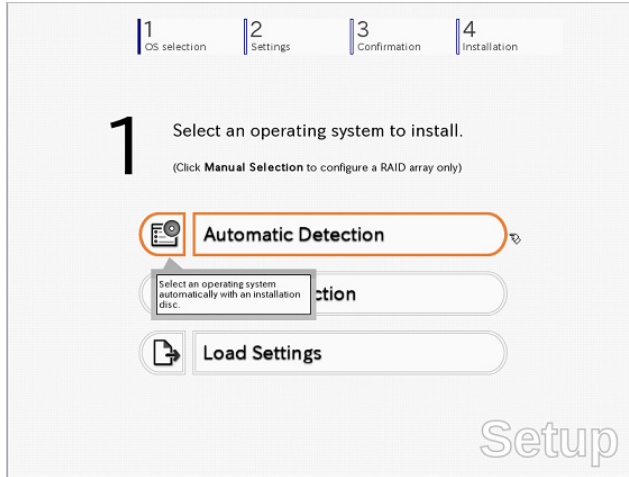 1
OS selection
2
Settings
3
Confirmation
4
Installation
1
Select an operating system to install.
(Click Manual Selection to configure a RAID array only)
Automatic Detection
Select an operating system
automatically with an installation
disc.
ction
Load Settings
Setup